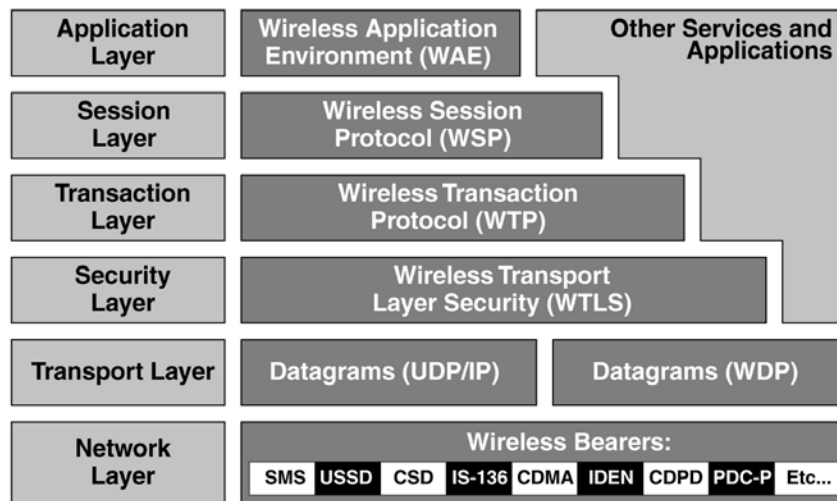 Application
Layer
Wireless Application
Environment (WAE)
Other Services and
Applications
Session
Layer
Wireless Session
Protocol (WSP)
Transaction
Layer
Wireless Transaction
Protocol (WTP)
Security
Layer
Wireless Transport
Layer Security (WTLS)
Transport Layer
Datagrams (UDP/IP)
Datagrams (WDP)
Network
Layer
Wireless Bearers:
SMS USSD CSD IS-136 CDMA IDEN CDPD PDC-P Etc...